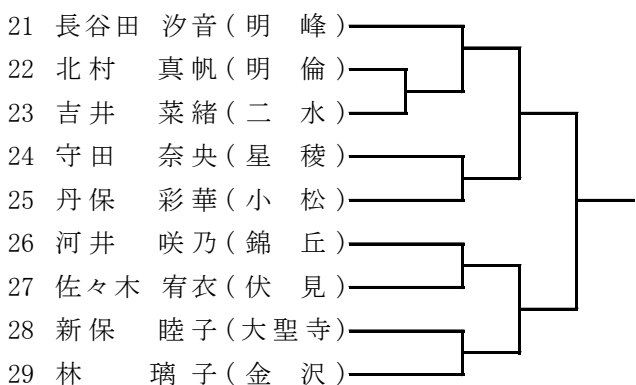 21 長谷田 汐音(明 峰)
22 北村 真帆(明倫)
23 吉井 菜緒(二 水)
24 守田 奈央(星 稜)
25 丹保 彩華(小 松)
26 河井 咲乃(錦 丘)
27 佐々木 宥衣(伏 見)
28 新保 睦子(大聖寺)
29 林 璃子(金 沢)